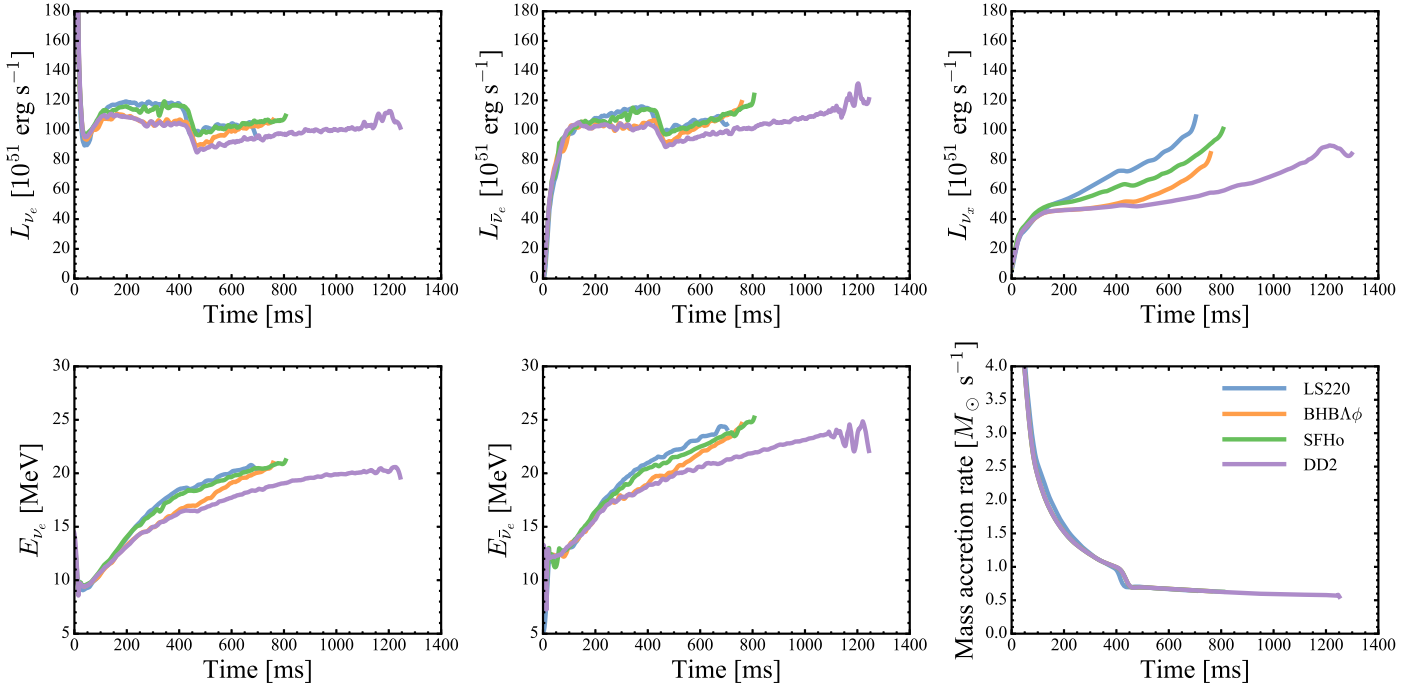 180
160
140
120
100
80
60
40
20
0
0 200 400 600 800 1000 1200 1400
Time [ms]
L_{ν_e} [10^{51} erg s^{−1}]
180
160
140
120
100
80
60
40
20
0
0 200 400 600 800 1000 1200 1400
Time [ms]
L_{ν̄_e} [10^{51} erg s^{−1}]
180
160
140
120
100
80
60
40
20
0
0 200 400 600 800 1000 1200 1400
Time [ms]
L_{ν_x} [10^{51} erg s^{−1}]
30
25
20
15
10
5
0 200 400 600 800 1000 1200 1400
Time [ms]
E_{ν_e} [MeV]
30
25
20
15
10
5
0 200 400 600 800 1000 1200 1400
Time [ms]
E_{ν̄_e} [MeV]
4.0
3.5
3.0
2.5
2.0
1.5
1.0
0.5
0.0
0 200 400 600 800 1000 1200 1400
Time [ms]
Mass accretion rate [M_⊙ s^{−1}]
LS220
BHBΛϕ
SFHo
DD2